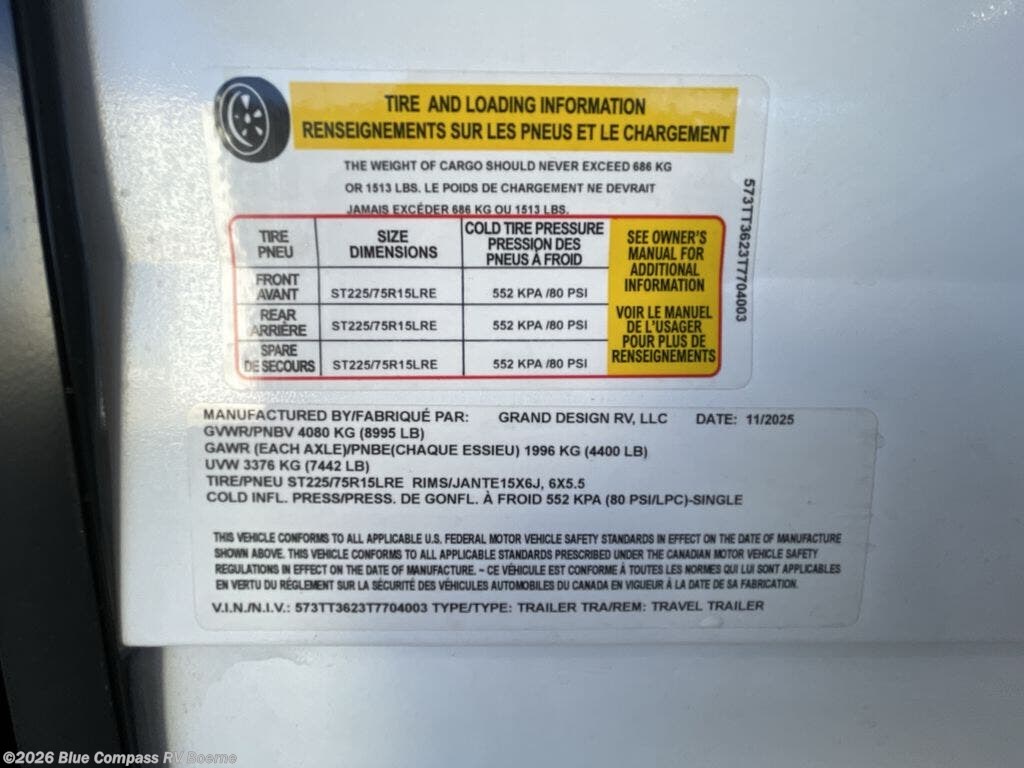 TIRE AND LOADING INFORMATION
RENSEIGNEMENTS SUR LES PNEUS ET LE CHARGEMENT
THE WEIGHT OF CARGO SHOULD NEVER EXCEED 686 KG
OR 1513 LBS. LE POIDS DE CHARGEMENT NE DEVRAIT
JAMAIS EXCÉDER 686 KG OU 1513 LBS.
TIRE
PNEU
SIZE
DIMENSIONS
COLD TIRE PRESSURE
PRESSION DES
PNEUS À FROID
FRONT
AVANT
ST225/75R15LRE
552 KPA /80 PSI
REAR
ARRIÈRE
ST225/75R15LRE
552 KPA /80 PSI
SPARE
DE SECOURS
ST225/75R15LRE
552 KPA /80 PSI
SEE OWNER'S
MANUAL FOR
ADDITIONAL
INFORMATION
VOIR LE MANUEL
DE L'USAGER
POUR PLUS DE
RENSEIGNEMENTS
573TT3623T7704003
MANUFACTURED BY/FABRIQUÉ PAR: GRAND DESIGN RV, LLC DATE: 11/2025
GVWR/PNBV 4080 KG (8995 LB)
GAWR (EACH AXLE)/PNBE(CHAQUE ESSIEU) 1996 KG (4400 LB)
UVW 3376 KG (7442 LB)
TIRE/PNEU ST225/75R15LRE RIMS/JANTE15X6J, 6X5.5
COLD INFL. PRESS/PRESS. DE GONFL. À FROID 552 KPA (80 PSI/LPC)-SINGLE
THIS VEHICLE CONFORMS TO ALL APPLICABLE U.S. FEDERAL MOTOR VEHICLE SAFETY STANDARDS IN EFFECT ON THE DATE OF MANUFACTURE
SHOWN ABOVE. THIS VEHICLE CONFORMS TO ALL APPLICABLE STANDARDS PRESCRIBED UNDER THE CANADIAN MOTOR VEHICLE SAFETY
REGULATIONS IN EFFECT ON THE DATE OF MANUFACTURE. - CE VÉHICULE EST CONFORME À TOUTES LES NORMES QUI LUI SONT APPLICABLES
EN VERTU DU RÉGLEMENT SUR LA SÉCURITÉ DES VÉHICULES AUTOMOBILES DU CANADA EN VIGUEUR À LA DATE DE SA FABRICATION.
V.I.N./N.I.V.: 573TT3623T7704003 TYPE/TYPE: TRAILER TRA/REM: TRAVEL TRAILER
©2026 Blue Compass RV Boerne